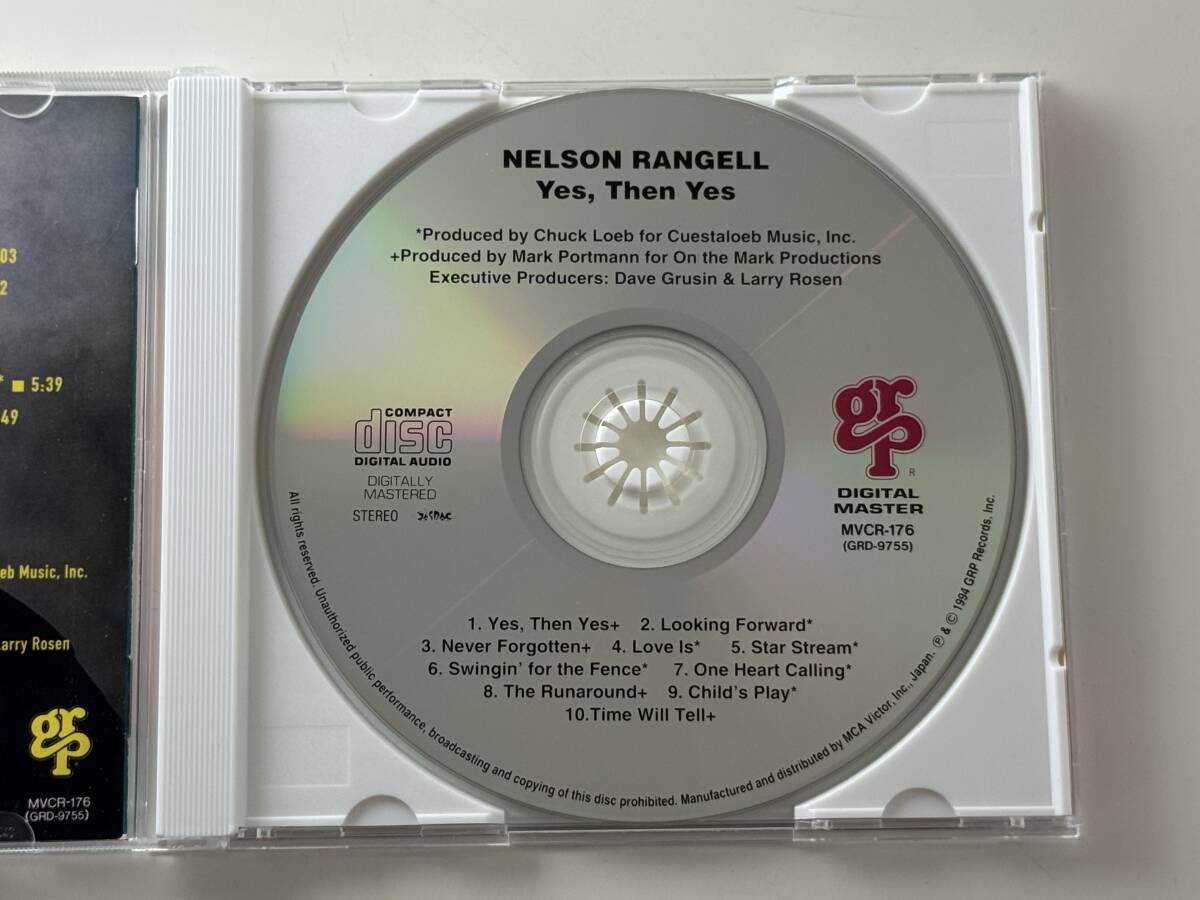 03
2
* ■ 5:39
49
eb Music, Inc.
arry Rosen
grp
MVCR-176
(GRD-9755)
NELSON RANGELL
Yes, Then Yes
*Produced by Chuck Loeb for Cuestaloeb Music, Inc.
+Produced by Mark Portmann for On the Mark Productions
Executive Producers: Dave Grusin & Larry Rosen
COMPACT
disc
DIGITAL AUDIO
DIGITALLY
MASTERED
STEREO
grp
R
DIGITAL
MASTER
MVCR-176
(GRD-9755)
1. Yes, Then Yes+ 2. Looking Forward*
3. Never Forgotten+ 4. Love Is* 5. Star Stream*
6. Swingin' for the Fence* 7. One Heart Calling*
8. The Runaround+ 9. Child's Play*
10.Time Will Tell+
All rights reserved. Unauthorized public performance, broadcasting and copying of this disc prohibited. Manufactured and distributed by MCA Victor, Inc., Japan. ℗ & © 1994 GRP Records, Inc.